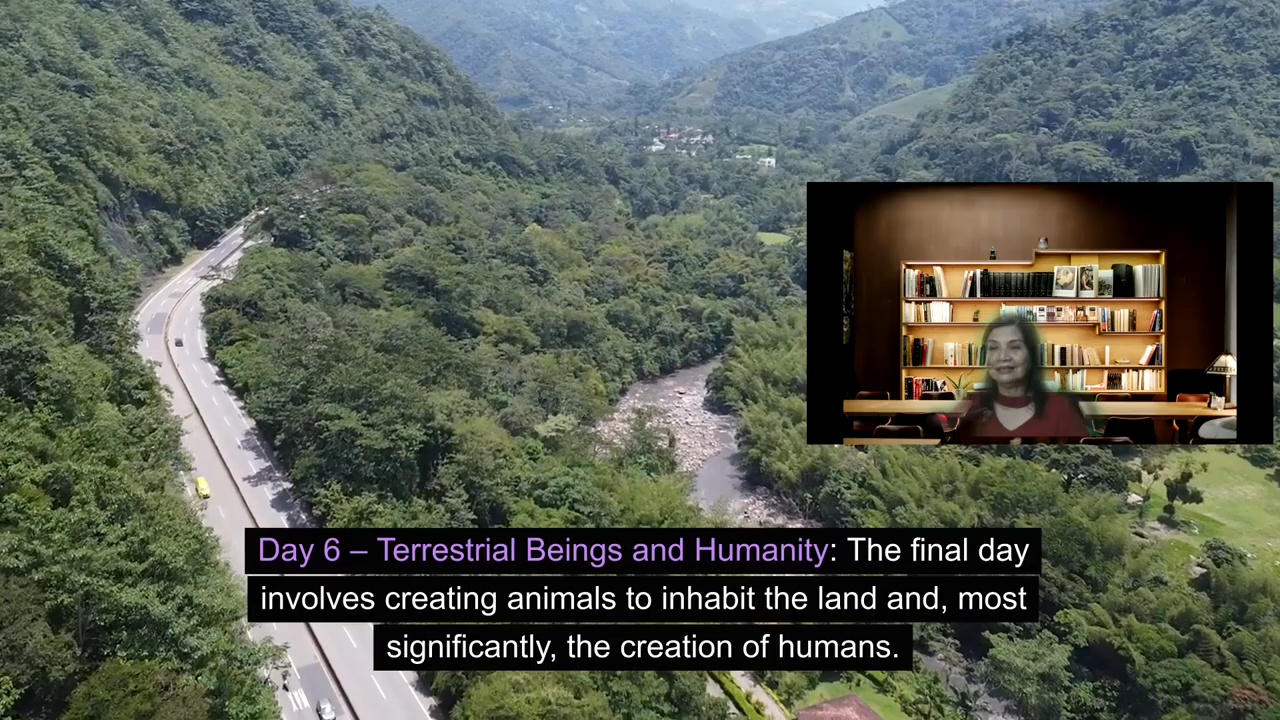 Day 6 – Terrestrial Beings and Humanity: The final day
involves creating animals to inhabit the land and, most
significantly, the creation of humans.